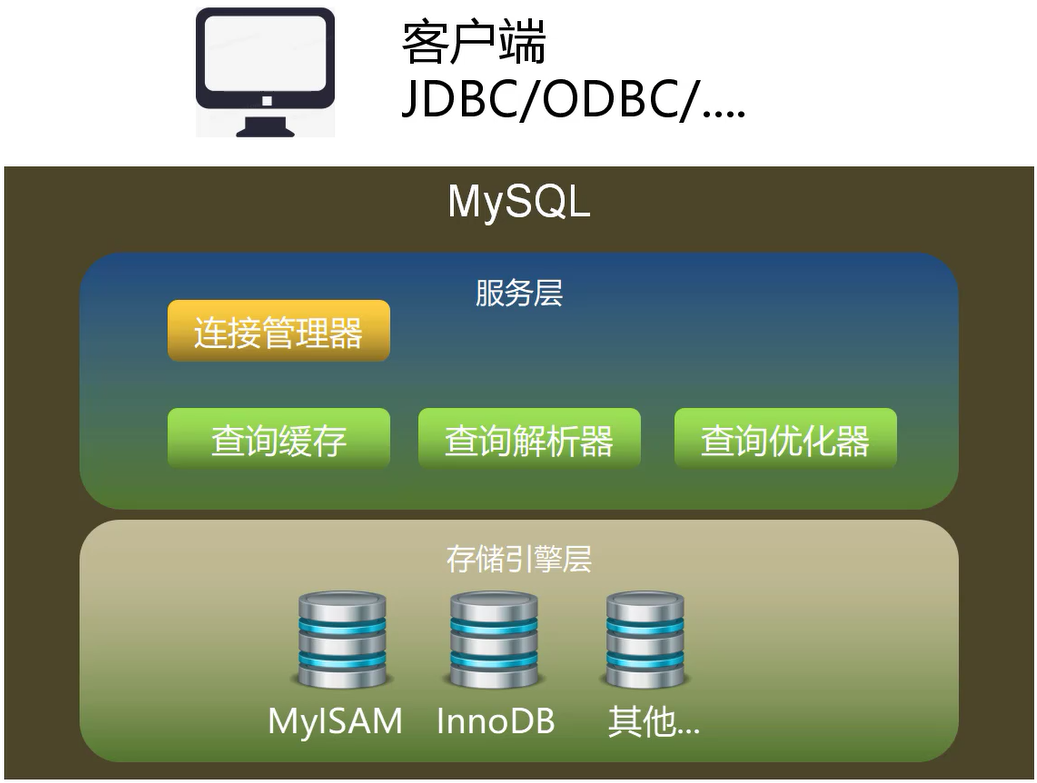 客户端
JDBC/ODBC/....
MySQL
服务层
连接管理器
查询缓存
查询解析器
查询优化器
存储引擎层
MyISAM
InnoDB
其他...